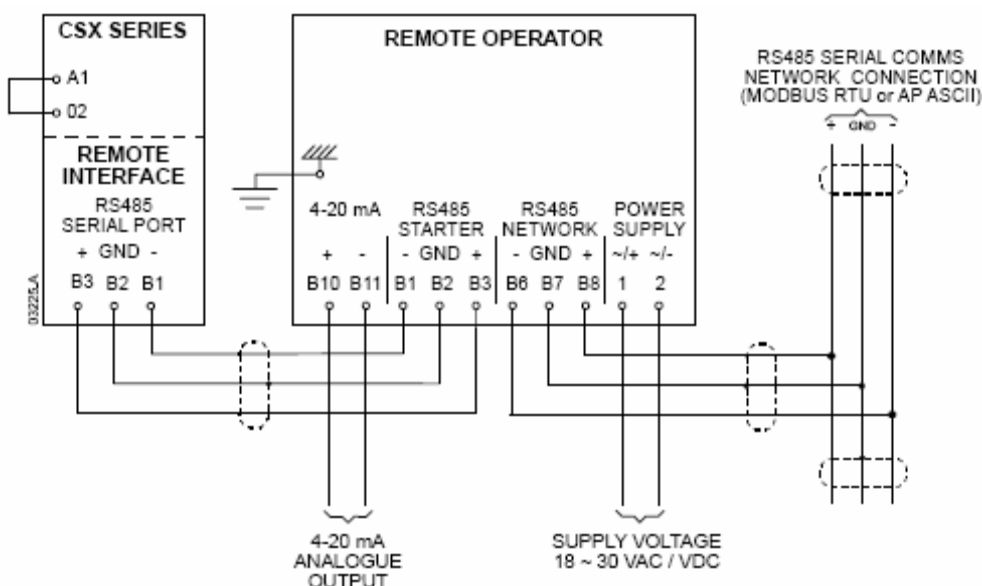 CSX SERIES
A1
02
REMOTE
INTERFACE
RS485
SERIAL PORT
+ GND -
B3 B2 B1
03225.A
REMOTE OPERATOR
4-20 mA
+ -
B10 B11
RS485
STARTER
- GND +
B1 B2 B3
RS485
NETWORK
- GND +
B6 B7 B8
POWER
SUPPLY
~/+ ~/-
1 2
RS485 SERIAL COMMS
NETWORK CONNECTION
(MODBUS RTU or AP ASCII)
+ GND -
4-20 mA
ANALOGUE
OUTPUT
SUPPLY VOLTAGE
18 ~ 30 VAC / VDC